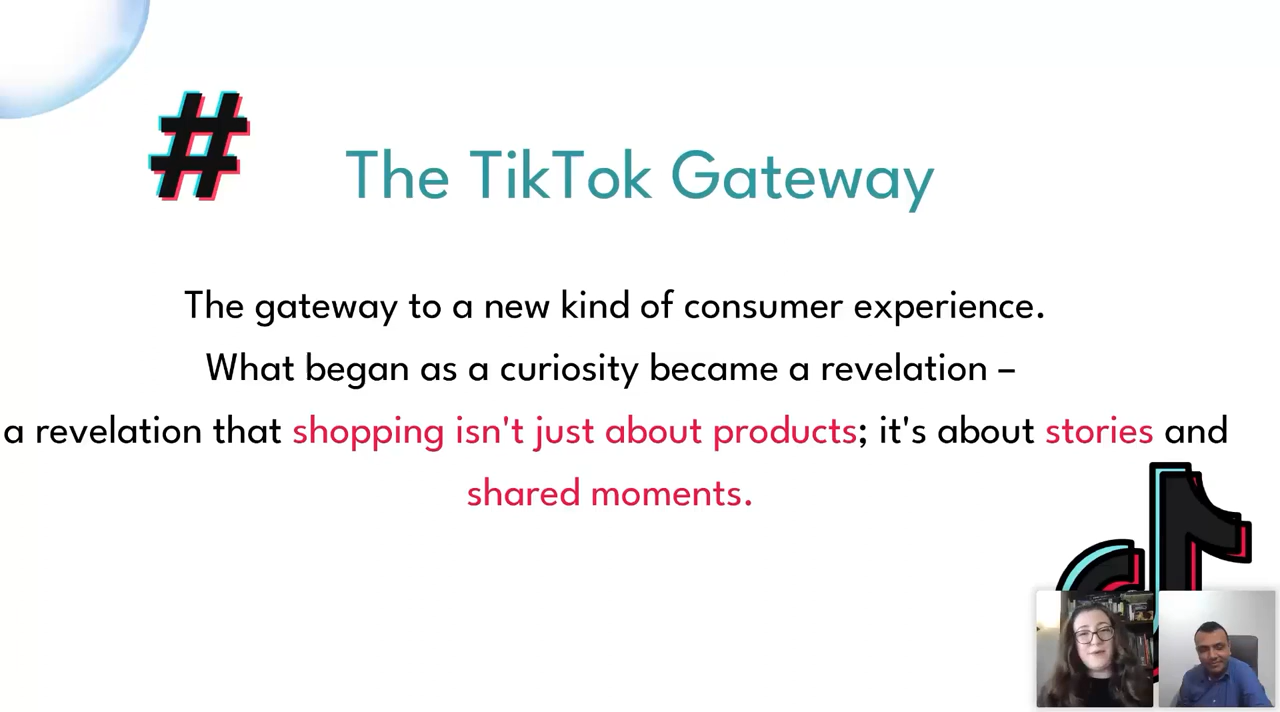 #
The TikTok Gateway
The gateway to a new kind of consumer experience.
What began as a curiosity became a revelation –
a revelation that shopping isn't just about products; it's about stories and
shared moments.